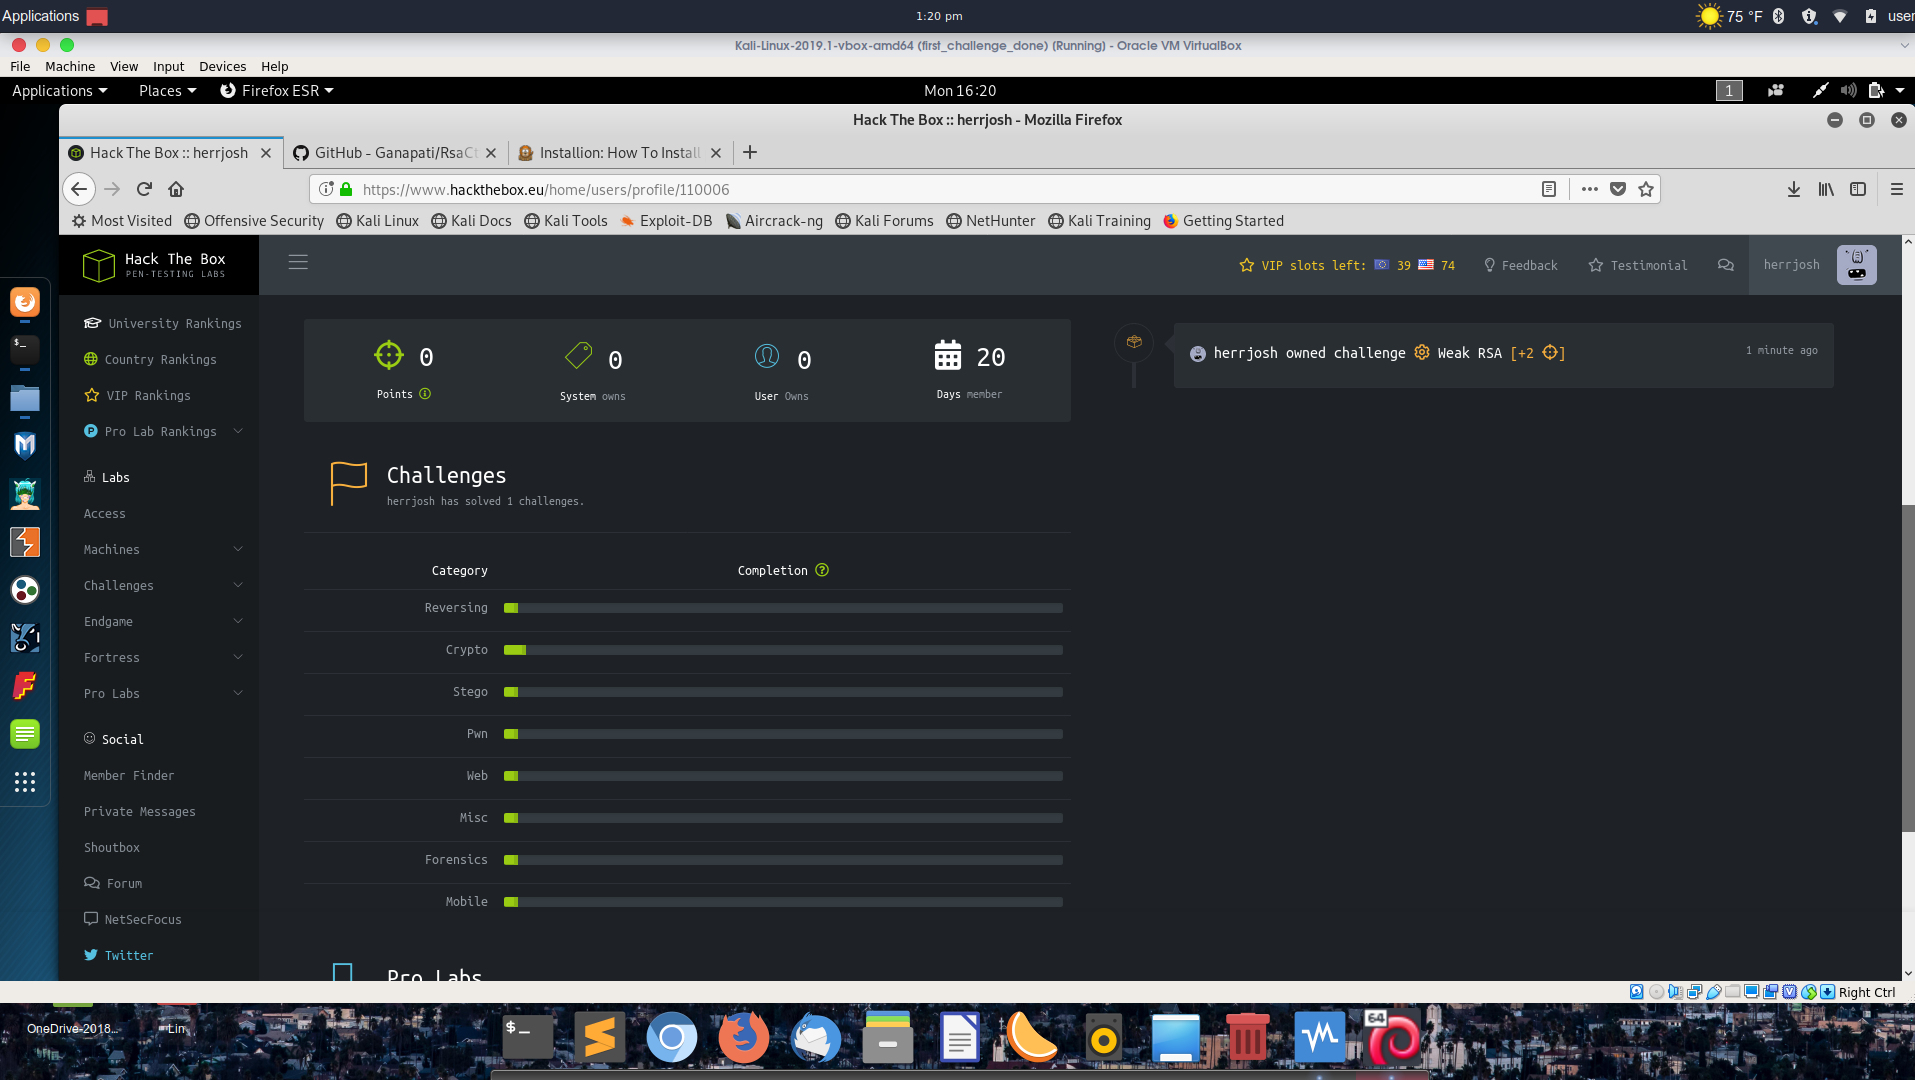 Applications
1:20 pm
75 °F
user
Kali-Linux-2019.1-vbox-amd64 (first_challenge_done) [Running] - Oracle VM VirtualBox
File Machine View Input Devices Help
Applications Places Firefox ESR
Mon 16:20
1
Hack The Box :: herrjosh - Mozilla Firefox
Hack The Box :: herrjosh
GitHub - Ganapati/RsaCt
Installion: How To Install
https://www.hackthebox.eu/home/users/profile/110006
Most Visited Offensive Security Kali Linux Kali Docs Kali Tools Exploit-DB Aircrack-ng Kali Forums NetHunter Kali Training Getting Started
Hack The Box
PEN-TESTING LABS
VIP slots left: 39 74
Feedback
Testimonial
herrjosh
University Rankings
Country Rankings
VIP Rankings
P Pro Lab Rankings
Labs
Access
Machines
Challenges
Endgame
Fortress
Pro Labs
Social
Member Finder
Private Messages
Shoutbox
Forum
NetSecFocus
Twitter
0
Points
0
System owns
0
User Owns
20
Days member
herrjosh owned challenge Weak RSA [+2 ]
1 minute ago
Challenges
herrjosh has solved 1 challenges.
Category Completion
Reversing
Crypto
Stego
Pwn
Web
Misc
Forensics
Mobile
Pro Labs
Right Ctrl
OneDrive-2018...
Lin
$ _
64